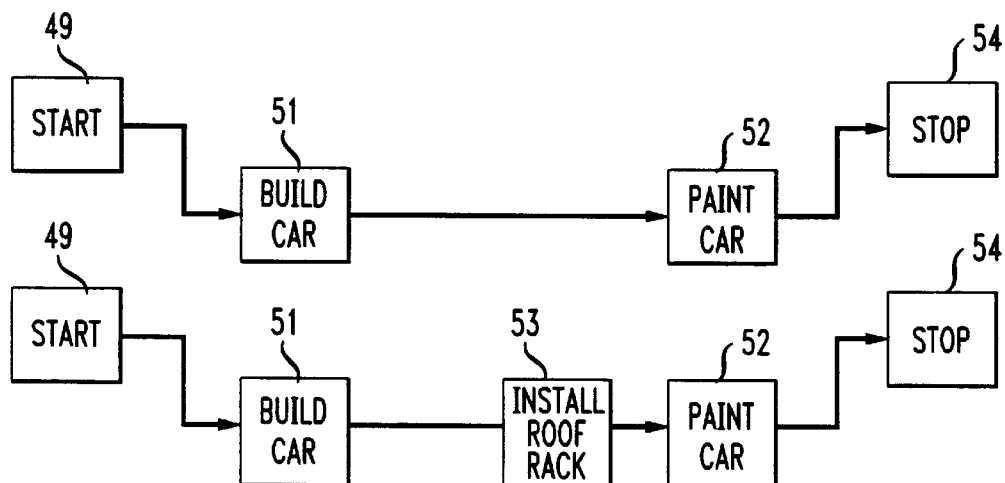 49
START
51
BUILD
CAR
52
PAINT
CAR
54
STOP
49
START
51
BUILD
CAR
53
INSTALL
ROOF
RACK
52
PAINT
CAR
54
STOP